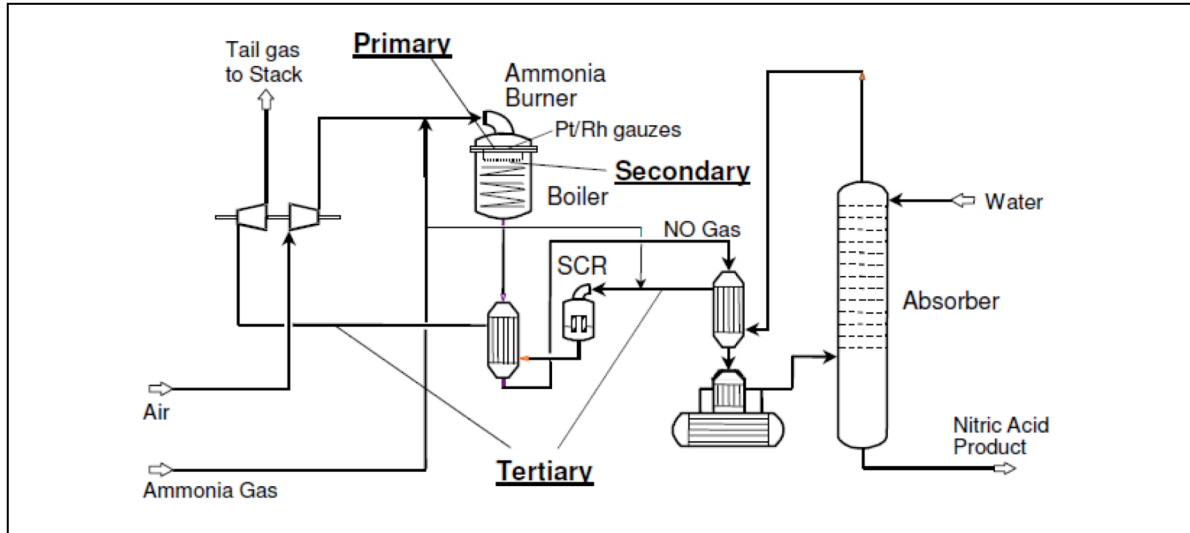 Primary
Tail gas
to Stack
Ammonia
Burner
Pt/Rh gauzes
Secondary
Boiler
Water
NO Gas
SCR
Absorber
Air
Nitric Acid
Product
Tertiary
Ammonia Gas